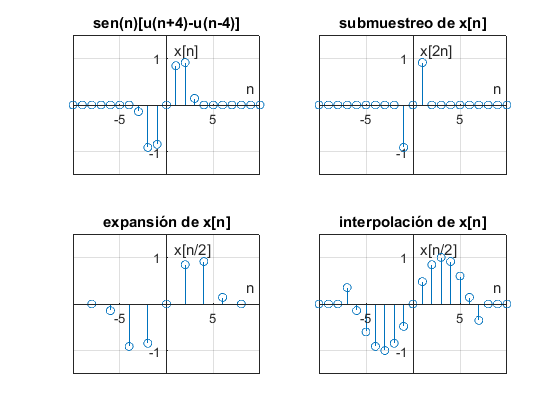 sen(n)[u(n+4)-u(n-4)]
x[n]
1
n
-5
5
-1
submuestreo de x[n]
x[2n]
1
n
-5
5
-1
expansión de x[n]
x[n/2]
1
n
-5
5
-1
interpolación de x[n]
x[n/2]
1
n
-5
5
-1